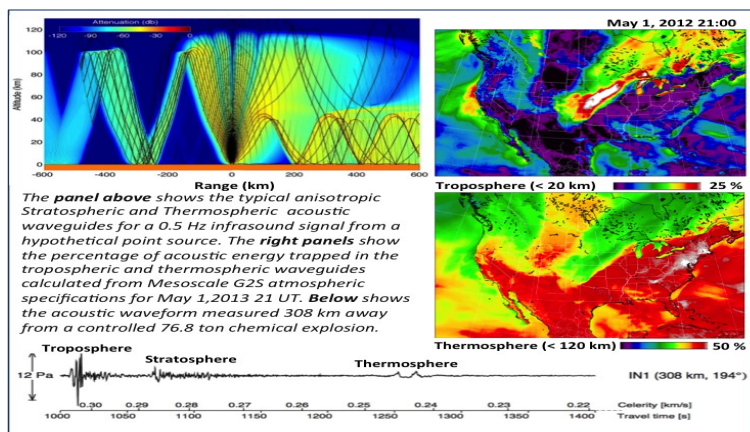 Attenuation (db)
-120 -90 -60 -30 0
May 1, 2012 21:00
120
100
80
60
40
20
0
Altitude (km)
-600 -400 -200 0 200 400 600
Range (km)
Troposphere (< 20 km) 25 %
The panel above shows the typical anisotropic
Stratospheric and Thermospheric acoustic
waveguides for a 0.5 Hz infrasound signal from a
hypothetical point source. The right panels show
the percentage of acoustic energy trapped in the
tropospheric and thermospheric waveguides
calculated from Mesoscale G2S atmospheric
specifications for May 1,2013 21 UT. Below shows
the acoustic waveform measured 308 km away
from a controlled 76.8 ton chemical explosion.
Thermosphere (< 120 km) 50 %
Troposphere
Stratosphere
Thermosphere
12 Pa
IN1 (308 km, 194°)
0.30 0.29 0.28 0.27 0.26 0.25 0.24 0.23 0.22 Celerity [km/s]
1000 1050 1100 1150 1200 1250 1300 1350 1400 Travel time [s]